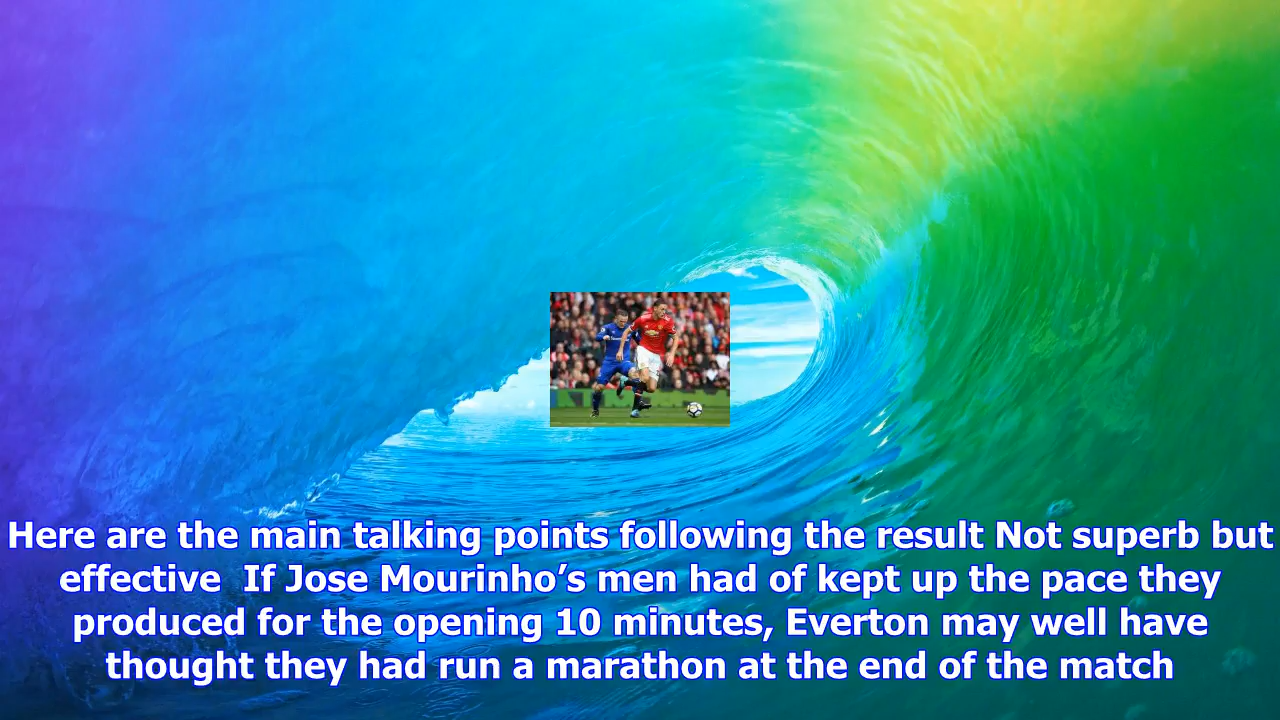 Here are the main talking points following the result Not superb but
effective  If Jose Mourinho’s men had of kept up the pace they
produced for the opening 10 minutes, Everton may well have
thought they had run a marathon at the end of the match